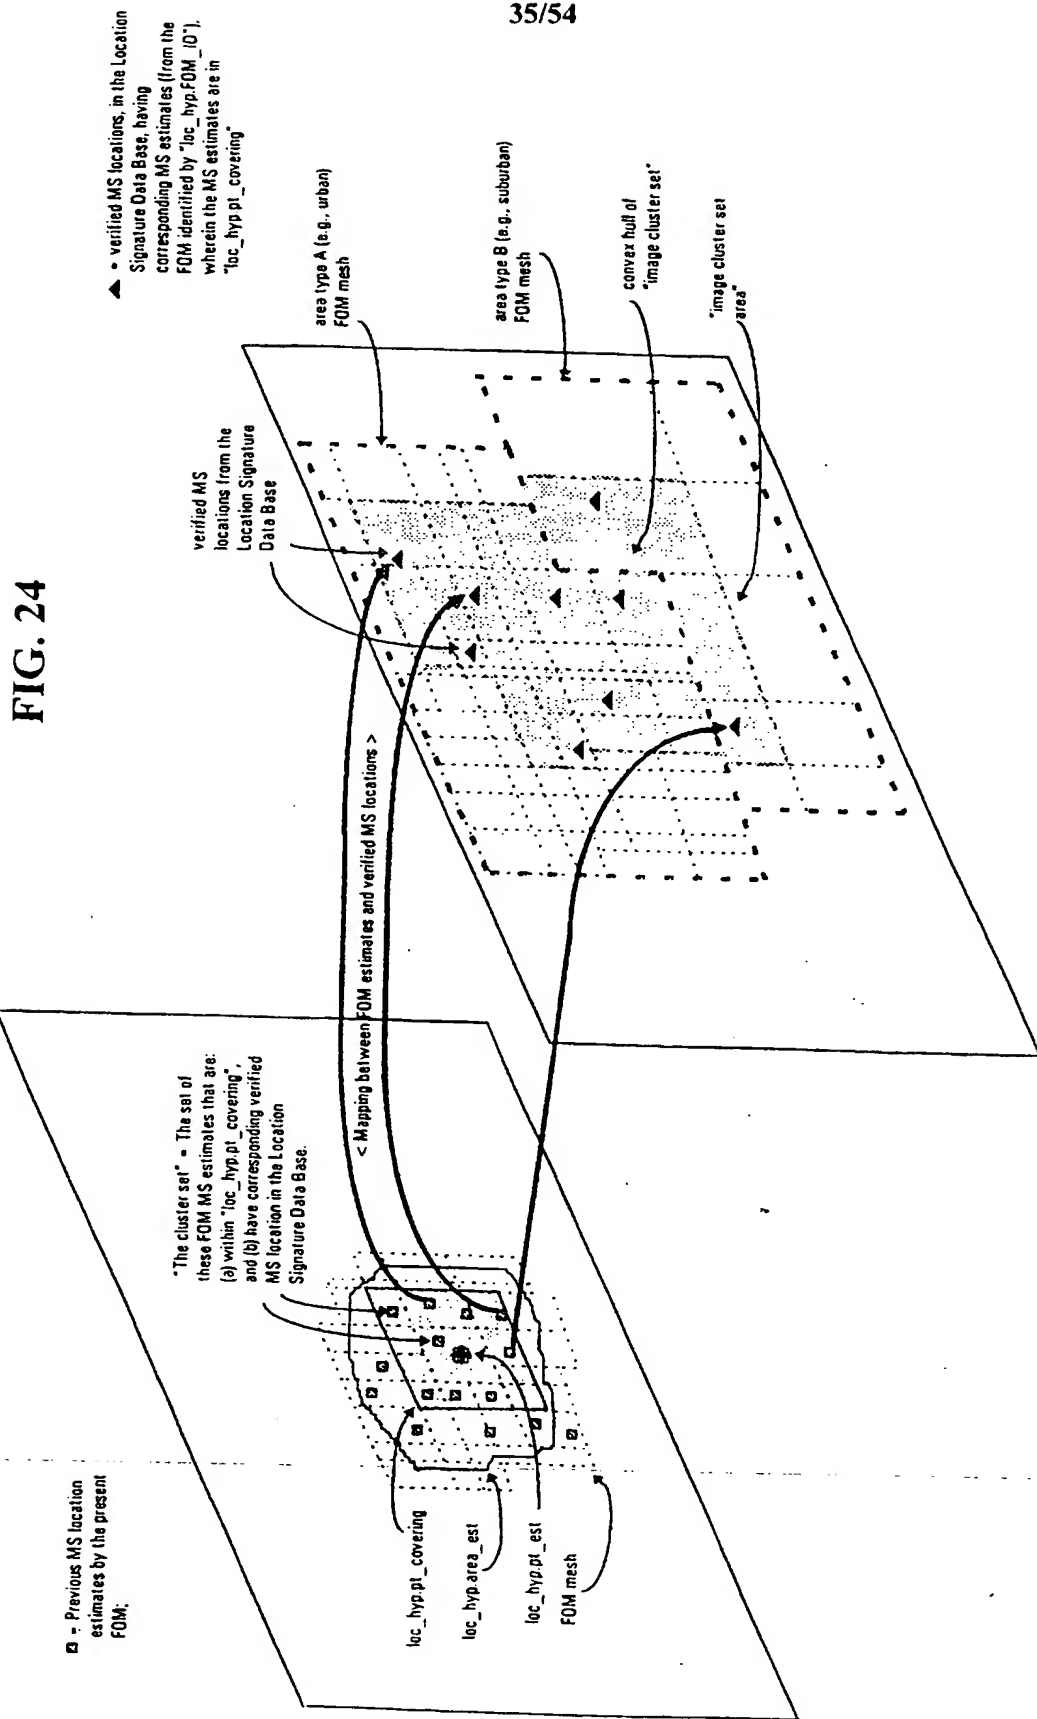 35/54
FIG. 24
▲ = verified MS locations, in the Location
Signature Data Base, having
corresponding MS estimates (from the
FOM identified by "loc_hyp.FOM_ID"),
wherein the MS estimates are in
"loc_hyp.pt_covering"
area type A (e.g., urban)
FOM mesh
area type B (e.g., suburban)
FOM mesh
convex hull of
"image cluster set"
"image cluster set
area"
verified MS
locations from the
Location Signature
Data Base
< Mapping between FOM estimates and verified MS locations >
"The cluster set" = The set of
these FOM MS estimates that are:
(a) within "loc_hyp.pt_covering",
and (b) have corresponding verified
MS location in the Location
Signature Data Base.
= Previous MS location
estimates by the present
FOM;
loc_hyp.pt_covering
loc_hyp.area_est
loc_hyp.pt_est
FOM mesh